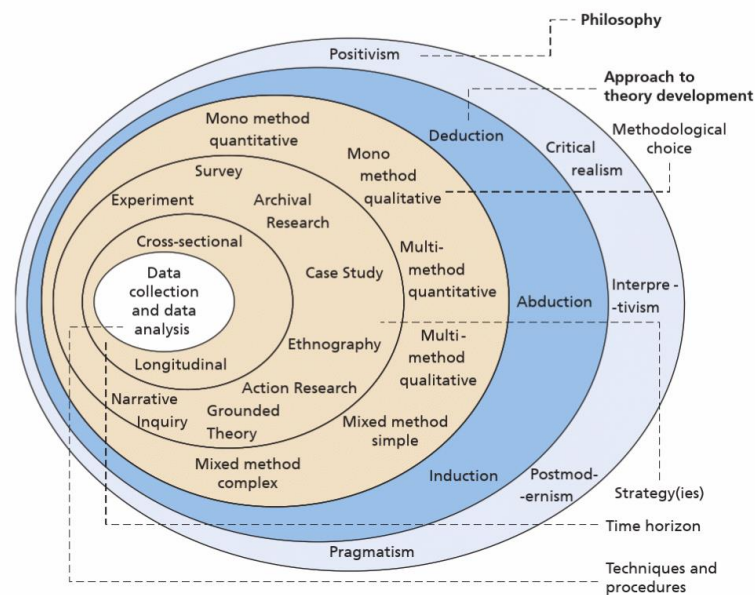 Philosophy
Positivism
Approach to
theory development
Mono method
quantitative
Deduction
Methodological
choice
Mono
method
qualitative
Critical
realism
Survey
Experiment
Archival
Research
Cross-sectional
Multi-
method
quantitative
Data
collection
and data
analysis
Case Study
Abduction
Interpre -
-tivism
Ethnography
Multi-
method
qualitative
Longitudinal
Action Research
Narrative
Inquiry
Grounded
Theory
Mixed method
simple
Mixed method
complex
Induction
Postmod-
-ernism
Strategy(ies)
Time horizon
Pragmatism
Techniques and
procedures